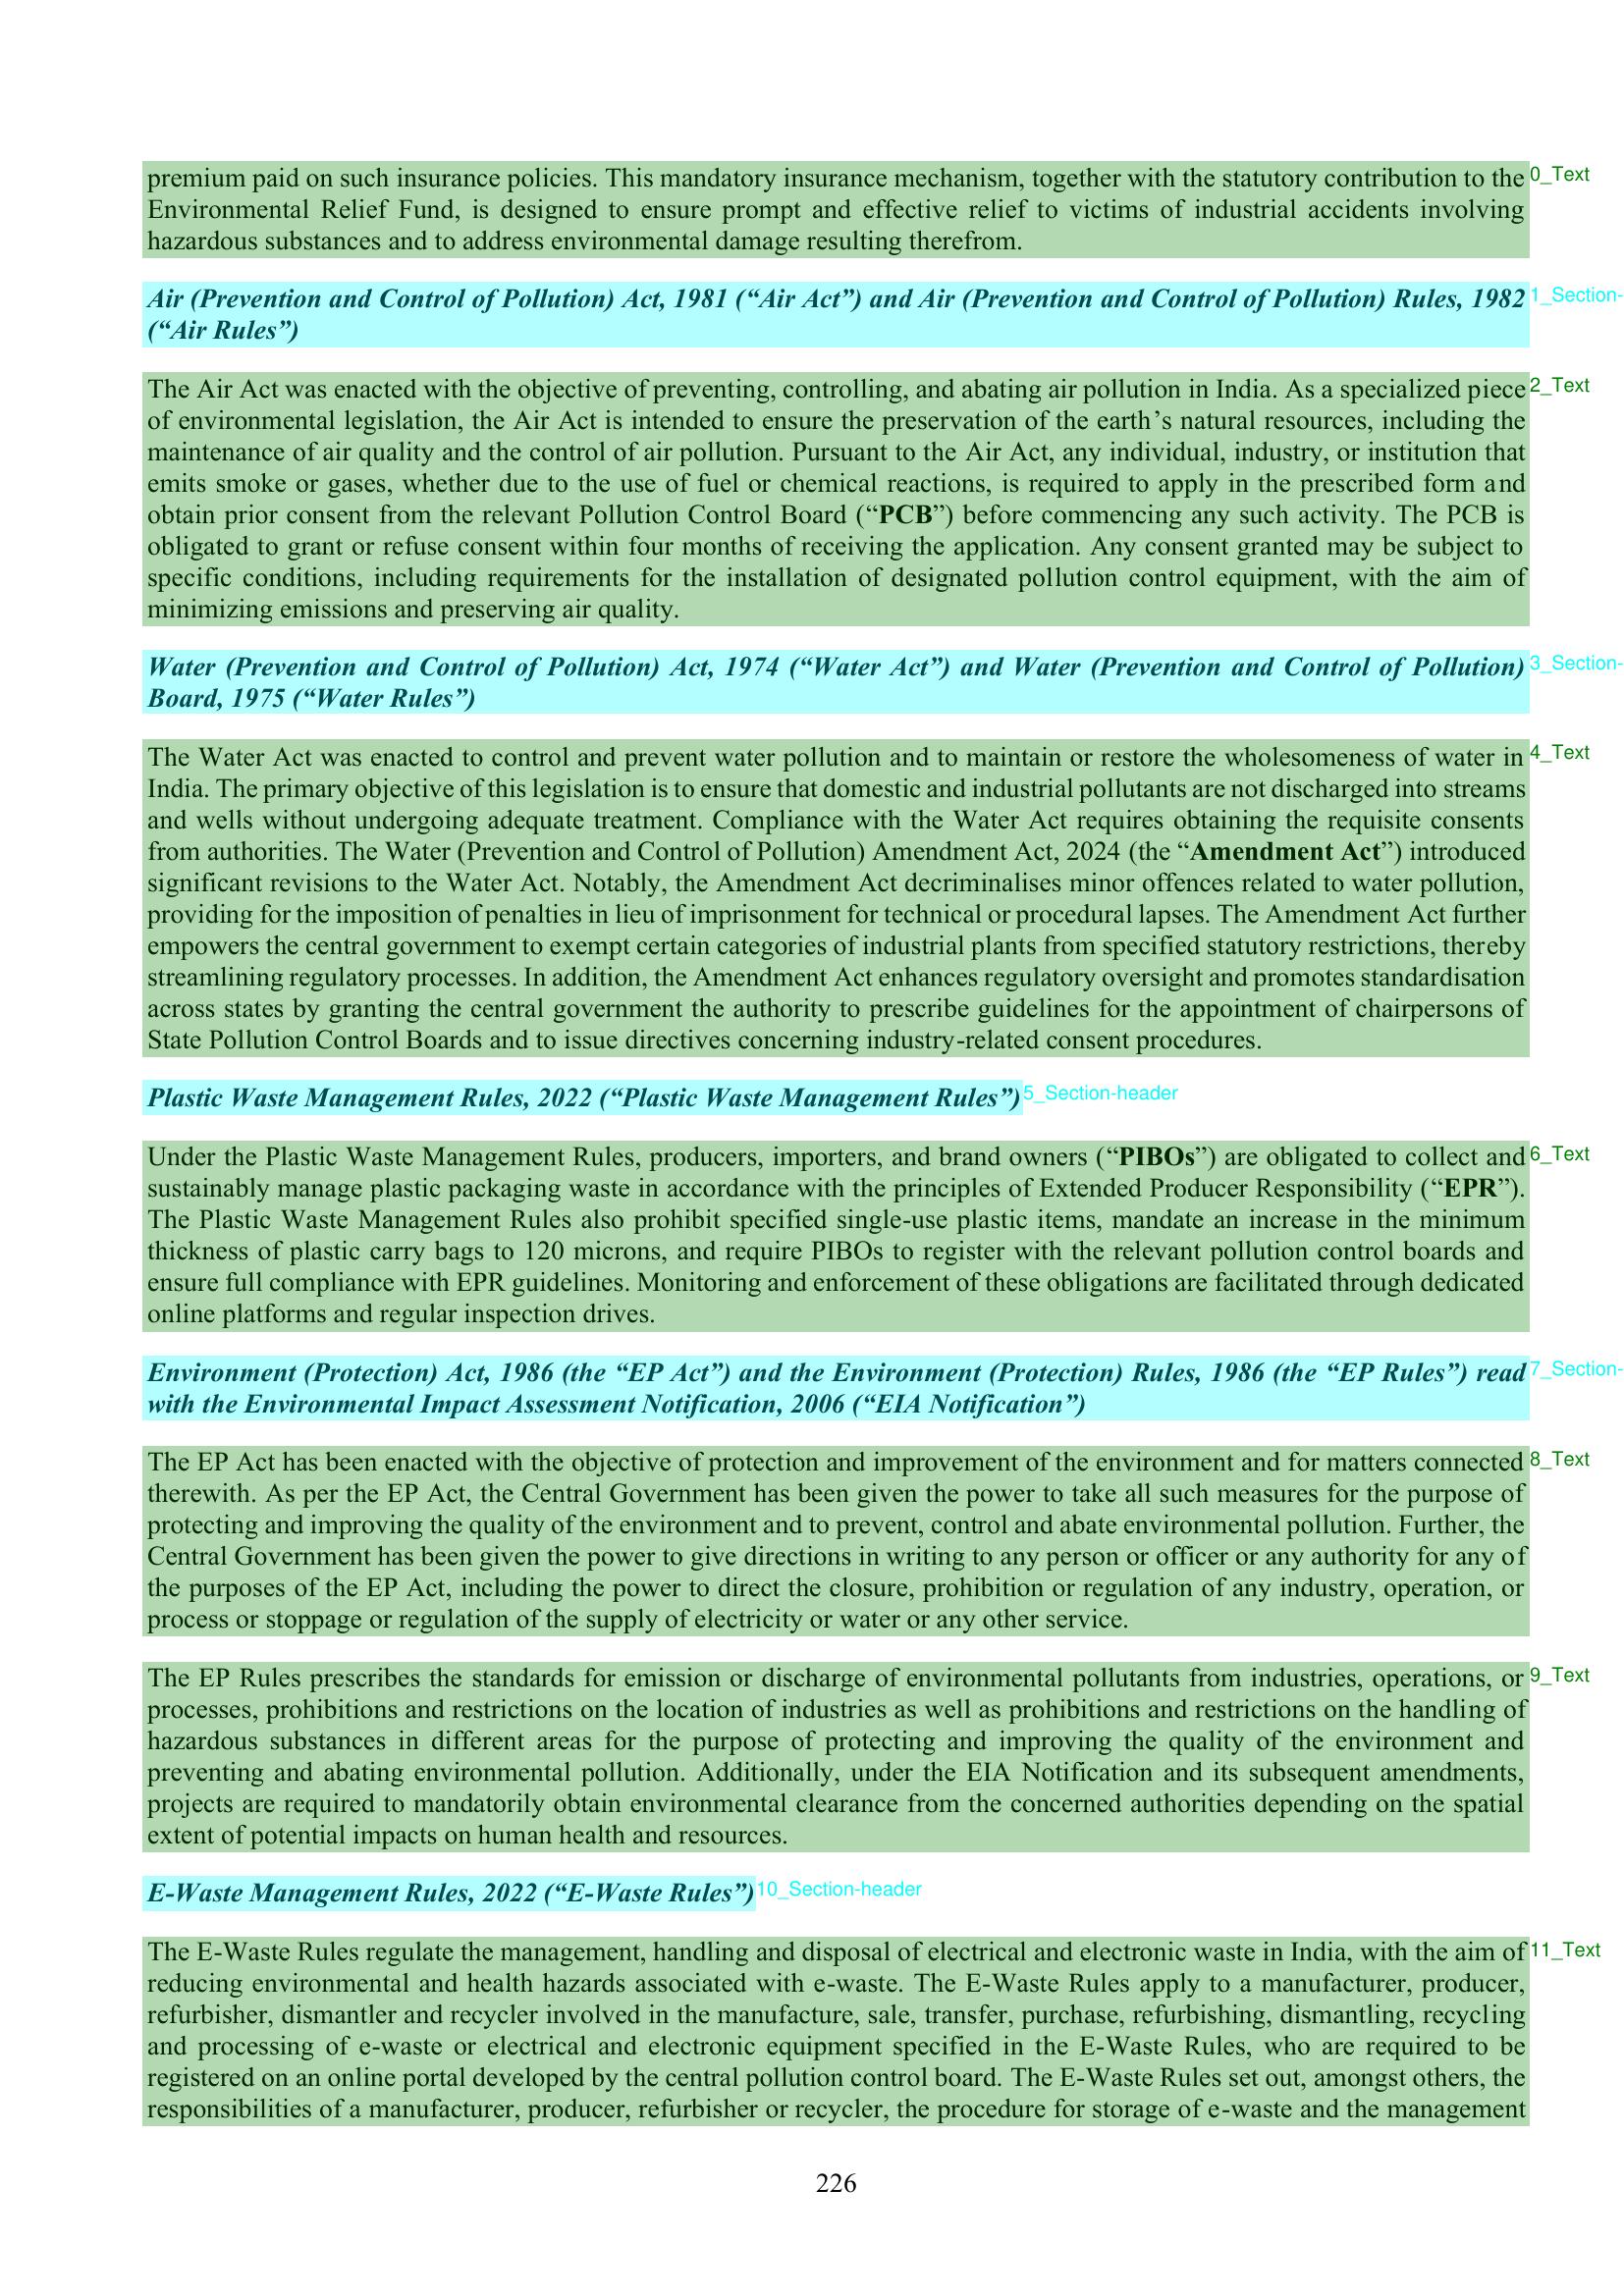 premium paid on such insurance policies. This mandatory insurance mechanism, together with the statutory contribution to the 0_Text
Environmental Relief Fund, is designed to ensure prompt and effective relief to victims of industrial accidents involving
hazardous substances and to address environmental damage resulting therefrom.
Air (Prevention and Control of Pollution) Act, 1981 (“Air Act”) and Air (Prevention and Control of Pollution) Rules, 1982 1_Section-
(“Air Rules”)
The Air Act was enacted with the objective of preventing, controlling, and abating air pollution in India. As a specialized piece 2_Text
of environmental legislation, the Air Act is intended to ensure the preservation of the earth’s natural resources, including the
maintenance of air quality and the control of air pollution. Pursuant to the Air Act, any individual, industry, or institution that
emits smoke or gases, whether due to the use of fuel or chemical reactions, is required to apply in the prescribed form and
obtain prior consent from the relevant Pollution Control Board (“PCB”) before commencing any such activity. The PCB is
obligated to grant or refuse consent within four months of receiving the application. Any consent granted may be subject to
specific conditions, including requirements for the installation of designated pollution control equipment, with the aim of
minimizing emissions and preserving air quality.
Water (Prevention and Control of Pollution) Act, 1974 (“Water Act”) and Water (Prevention and Control of Pollution) 3_Section-
Board, 1975 (“Water Rules”)
The Water Act was enacted to control and prevent water pollution and to maintain or restore the wholesomeness of water in 4_Text
India. The primary objective of this legislation is to ensure that domestic and industrial pollutants are not discharged into streams
and wells without undergoing adequate treatment. Compliance with the Water Act requires obtaining the requisite consents
from authorities. The Water (Prevention and Control of Pollution) Amendment Act, 2024 (the “Amendment Act”) introduced
significant revisions to the Water Act. Notably, the Amendment Act decriminalises minor offences related to water pollution,
providing for the imposition of penalties in lieu of imprisonment for technical or procedural lapses. The Amendment Act further
empowers the central government to exempt certain categories of industrial plants from specified statutory restrictions, thereby
streamlining regulatory processes. In addition, the Amendment Act enhances regulatory oversight and promotes standardisation
across states by granting the central government the authority to prescribe guidelines for the appointment of chairpersons of
State Pollution Control Boards and to issue directives concerning industry-related consent procedures.
Plastic Waste Management Rules, 2022 (“Plastic Waste Management Rules”) 5_Section-header
Under the Plastic Waste Management Rules, producers, importers, and brand owners (“PIBOs”) are obligated to collect and 6_Text
sustainably manage plastic packaging waste in accordance with the principles of Extended Producer Responsibility (“EPR”).
The Plastic Waste Management Rules also prohibit specified single-use plastic items, mandate an increase in the minimum
thickness of plastic carry bags to 120 microns, and require PIBOs to register with the relevant pollution control boards and
ensure full compliance with EPR guidelines. Monitoring and enforcement of these obligations are facilitated through dedicated
online platforms and regular inspection drives.
Environment (Protection) Act, 1986 (the “EP Act”) and the Environment (Protection) Rules, 1986 (the “EP Rules”) read 7_Section-
with the Environmental Impact Assessment Notification, 2006 (“EIA Notification”)
The EP Act has been enacted with the objective of protection and improvement of the environment and for matters connected 8_Text
therewith. As per the EP Act, the Central Government has been given the power to take all such measures for the purpose of
protecting and improving the quality of the environment and to prevent, control and abate environmental pollution. Further, the
Central Government has been given the power to give directions in writing to any person or officer or any authority for any of
the purposes of the EP Act, including the power to direct the closure, prohibition or regulation of any industry, operation, or
process or stoppage or regulation of the supply of electricity or water or any other service.
The EP Rules prescribes the standards for emission or discharge of environmental pollutants from industries, operations, or 9_Text
processes, prohibitions and restrictions on the location of industries as well as prohibitions and restrictions on the handling of
hazardous substances in different areas for the purpose of protecting and improving the quality of the environment and
preventing and abating environmental pollution. Additionally, under the EIA Notification and its subsequent amendments,
projects are required to mandatorily obtain environmental clearance from the concerned authorities depending on the spatial
extent of potential impacts on human health and resources.
E-Waste Management Rules, 2022 (“E-Waste Rules”) 10_Section-header
The E-Waste Rules regulate the management, handling and disposal of electrical and electronic waste in India, with the aim of 11_Text
reducing environmental and health hazards associated with e-waste. The E-Waste Rules apply to a manufacturer, producer,
refurbisher, dismantler and recycler involved in the manufacture, sale, transfer, purchase, refurbishing, dismantling, recycling
and processing of e-waste or electrical and electronic equipment specified in the E-Waste Rules, who are required to be
registered on an online portal developed by the central pollution control board. The E-Waste Rules set out, amongst others, the
responsibilities of a manufacturer, producer, refurbisher or recycler, the procedure for storage of e-waste and the management
226